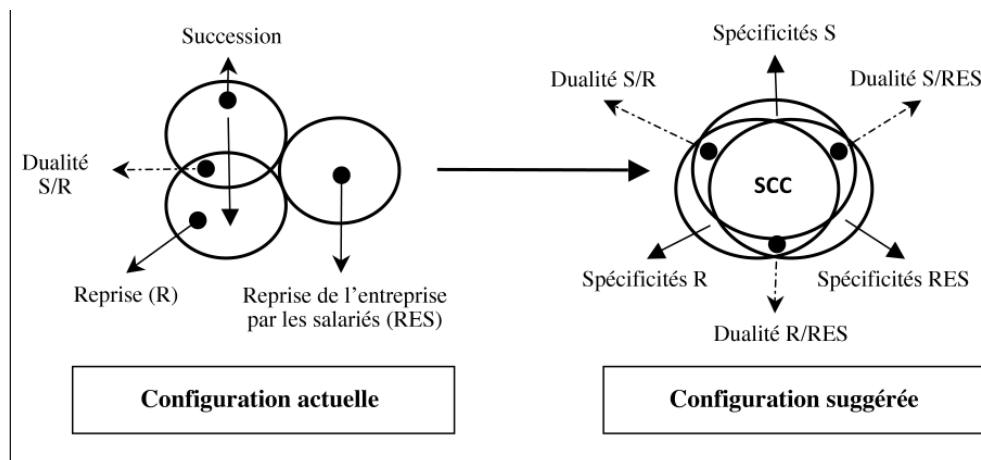 Succession
Dualité
S/R
Reprise (R)
Reprise de l’entreprise
par les salariés (RES)
Configuration actuelle
Spécificités S
Dualité S/R
Dualité S/RES
SCC
Spécificités R
Spécificités RES
Dualité R/RES
Configuration suggérée